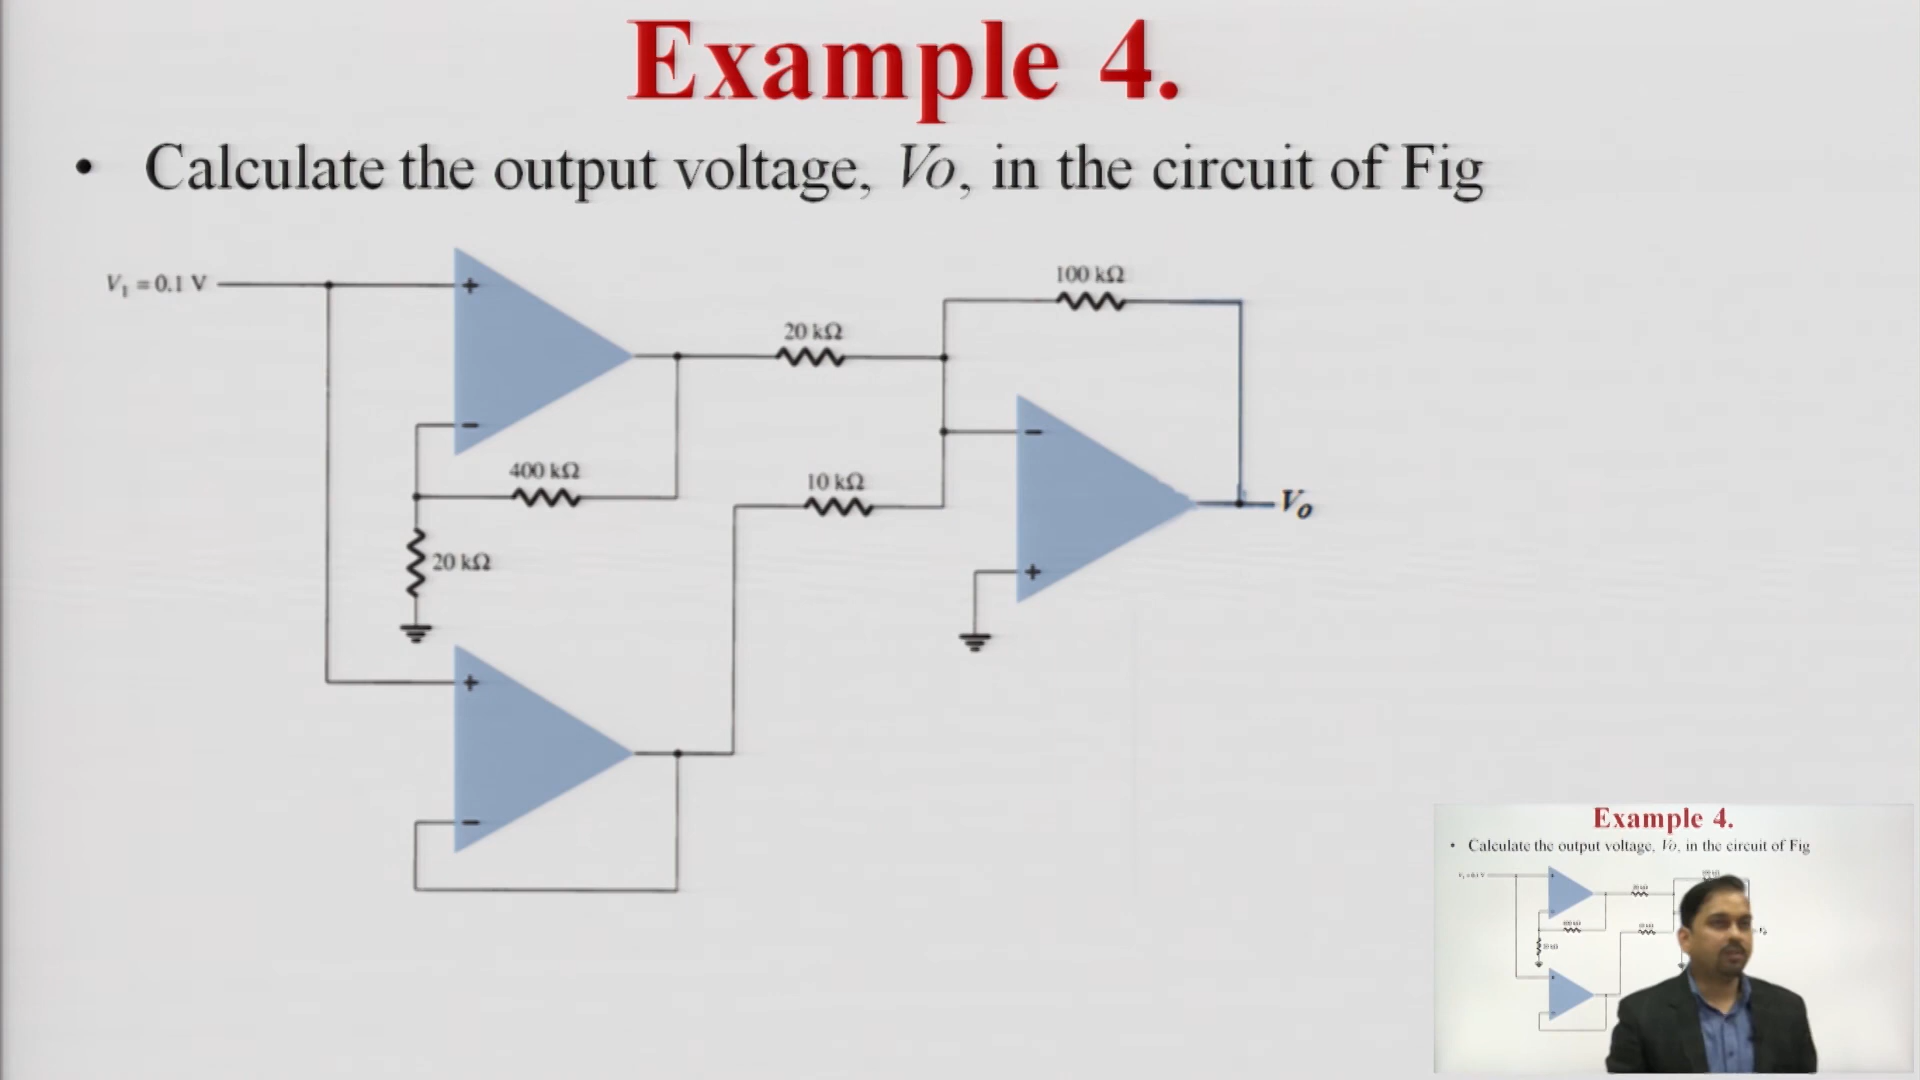 Example 4.
• Calculate the output voltage, Vo, in the circuit of Fig
V1 = 0.1 V
+
100 kΩ
20 kΩ
−
400 kΩ
10 kΩ
−
Vo
20 kΩ
+
+
−
Example 4.
• Calculate the output voltage, Vo, in the circuit of Fig